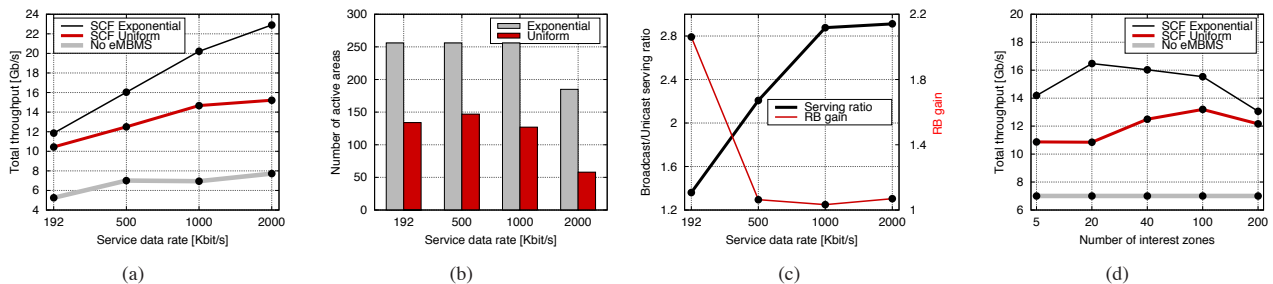 Total throughput [Gb/s]
24
22
20
18
16
14
12
10
8
6
4
SCF Exponential
SCF Uniform
No eMBMS
192 500 1000 2000
Service data rate [Kbit/s]
(a)
Number of active areas
300
250
200
150
100
50
0
Exponential
Uniform
192 500 1000 2000
Service data rate [Kbit/s]
(b)
Broadcast/Unicast serving ratio
2.8
2.4
2
1.6
1.2
Serving ratio
RB gain
2.2
1.8
1.4
1
RB gain
192 500 1000 2000
Service data rate [Kbit/s]
(c)
Total throughput [Gb/s]
20
18
16
14
12
10
8
6
SCF Exponential
SCF Uniform
No eMBMS
5 20 40 100 200
Number of interest zones
(d)